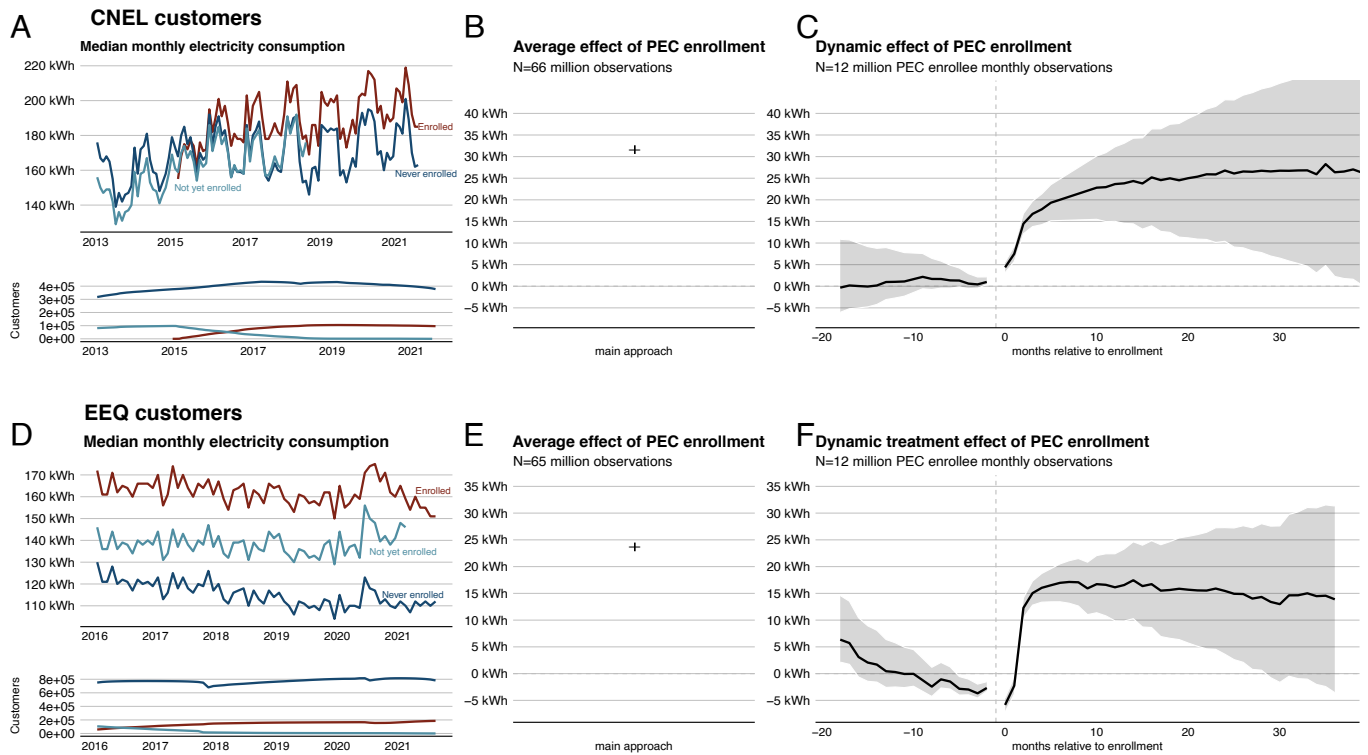 CNEL customers
A
Median monthly electricity consumption
220 kWh
200 kWh
180 kWh
160 kWh
140 kWh
Enrolled
Never enrolled
Not yet enrolled
2013 2015 2017 2019 2021
Customers
4e+05
3e+05
2e+05
1e+05
0e+00
2013 2015 2017 2019 2021
B
Average effect of PEC enrollment
N=66 million observations
40 kWh
35 kWh
30 kWh
25 kWh
20 kWh
15 kWh
10 kWh
5 kWh
0 kWh
−5 kWh
main approach
C
Dynamic effect of PEC enrollment
N=12 million PEC enrollee monthly observations
40 kWh
35 kWh
30 kWh
25 kWh
20 kWh
15 kWh
10 kWh
5 kWh
0 kWh
−5 kWh
−20 −10 0 10 20 30
months relative to enrollment
EEQ customers
D
Median monthly electricity consumption
170 kWh
160 kWh
150 kWh
140 kWh
130 kWh
120 kWh
110 kWh
Enrolled
Not yet enrolled
Never enrolled
2016 2017 2018 2019 2020 2021
Customers
8e+05
6e+05
4e+05
2e+05
0e+00
2016 2017 2018 2019 2020 2021
E
Average effect of PEC enrollment
N=65 million observations
35 kWh
30 kWh
25 kWh
20 kWh
15 kWh
10 kWh
5 kWh
0 kWh
−5 kWh
main approach
F
Dynamic treatment effect of PEC enrollment
N=12 million PEC enrollee monthly observations
35 kWh
30 kWh
25 kWh
20 kWh
15 kWh
10 kWh
5 kWh
0 kWh
−5 kWh
−20 −10 0 10 20 30
months relative to enrollment